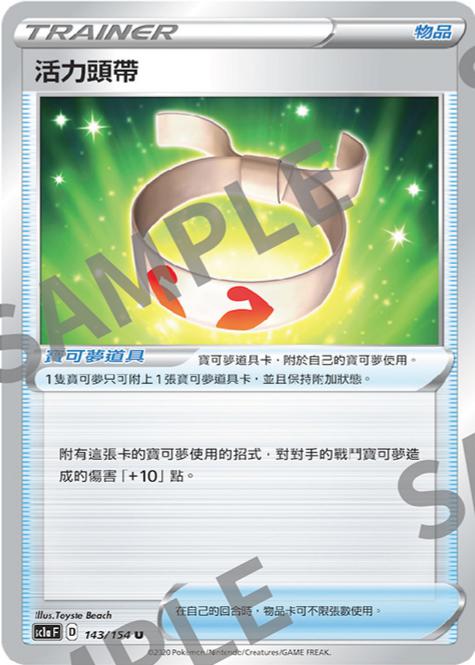 TRAINER 物品
活力頭帶
寶可夢道具 寶可夢道具卡,附於自己的寶可夢使用。
1隻寶可夢只可附上1張寶可夢道具卡,並且保持附加狀態。
附有這張卡的寶可夢使用的招式,對對手的戰鬥寶可夢造
成的傷害「+10」點。
Illus.Toyste Beach
在自己的回合時,物品卡可不限張數使用。
sc1a F D 143/154 U
©2020 Pokémon/Nintendo/Creatures/GAME FREAK.
SAMPLE
SAMPLE